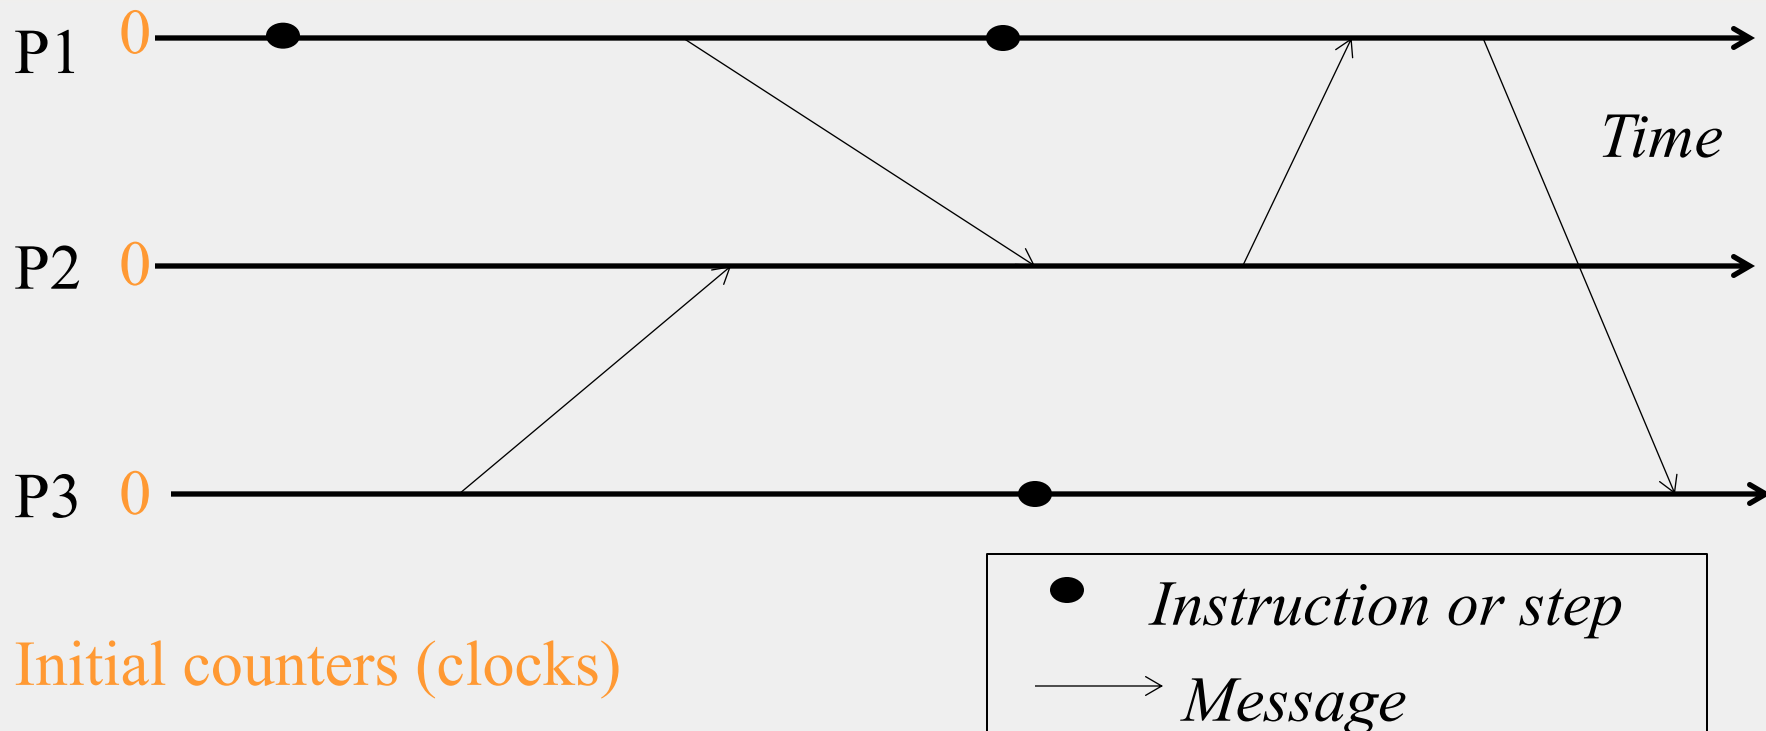 P1 0
Time
P2 0
P3 0
Instruction or step
Initial counters (clocks)
Message